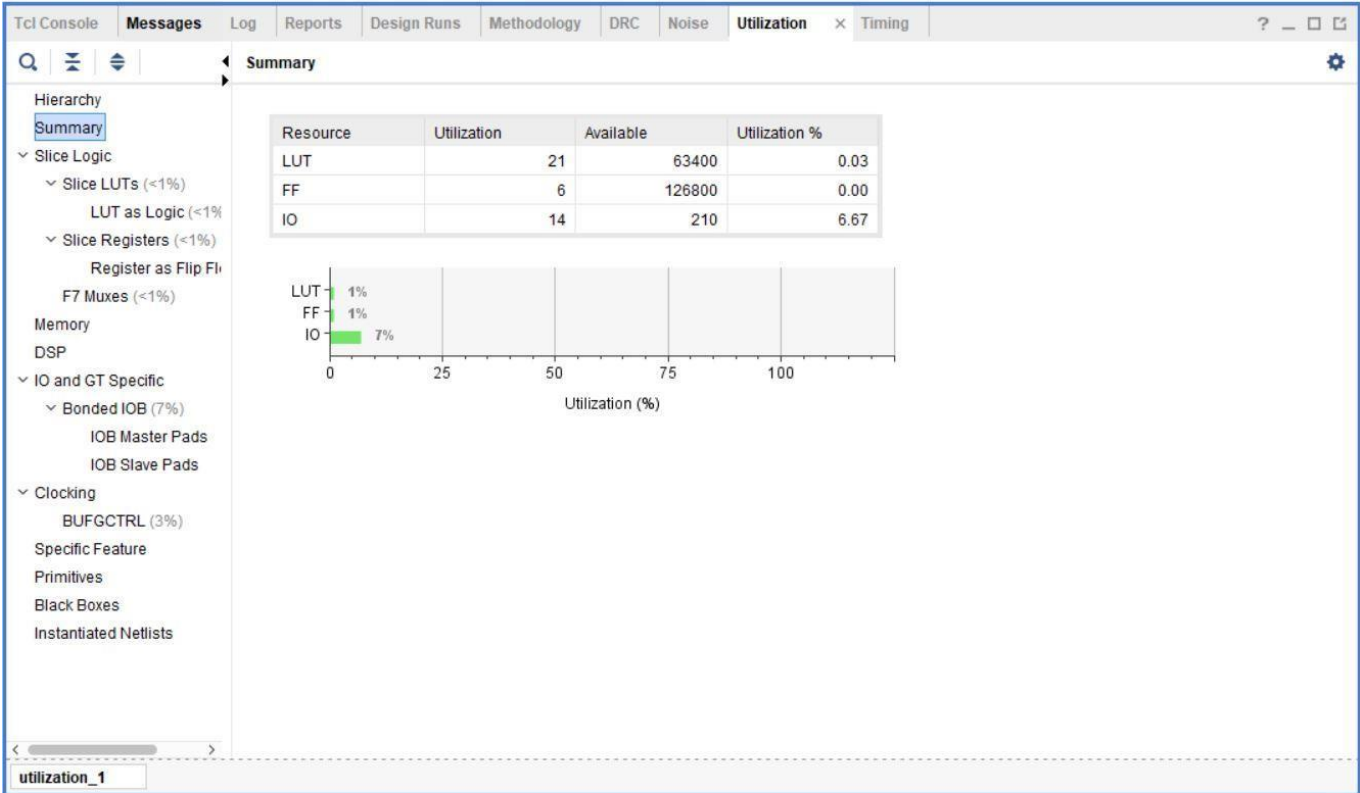 Tcl Console Messages Log Reports Design Runs Methodology DRC Noise Utilization × Timing ?
Summary
Hierarchy
Summary
Slice Logic
Slice LUTs (<1%)
LUT as Logic (<1%
Slice Registers (<1%)
Register as Flip Flo
F7 Muxes (<1%)
Memory
DSP
IO and GT Specific
Bonded IOB (7%)
IOB Master Pads
IOB Slave Pads
Clocking
BUFGCTRL (3%)
Specific Feature
Primitives
Black Boxes
Instantiated Netlists
Resource Utilization Available Utilization %
LUT 21 63400 0.03
FF 6 126800 0.00
IO 14 210 6.67
LUT 1%
FF 1%
IO 7%
0 25 50 75 100
Utilization (%)
utilization_1